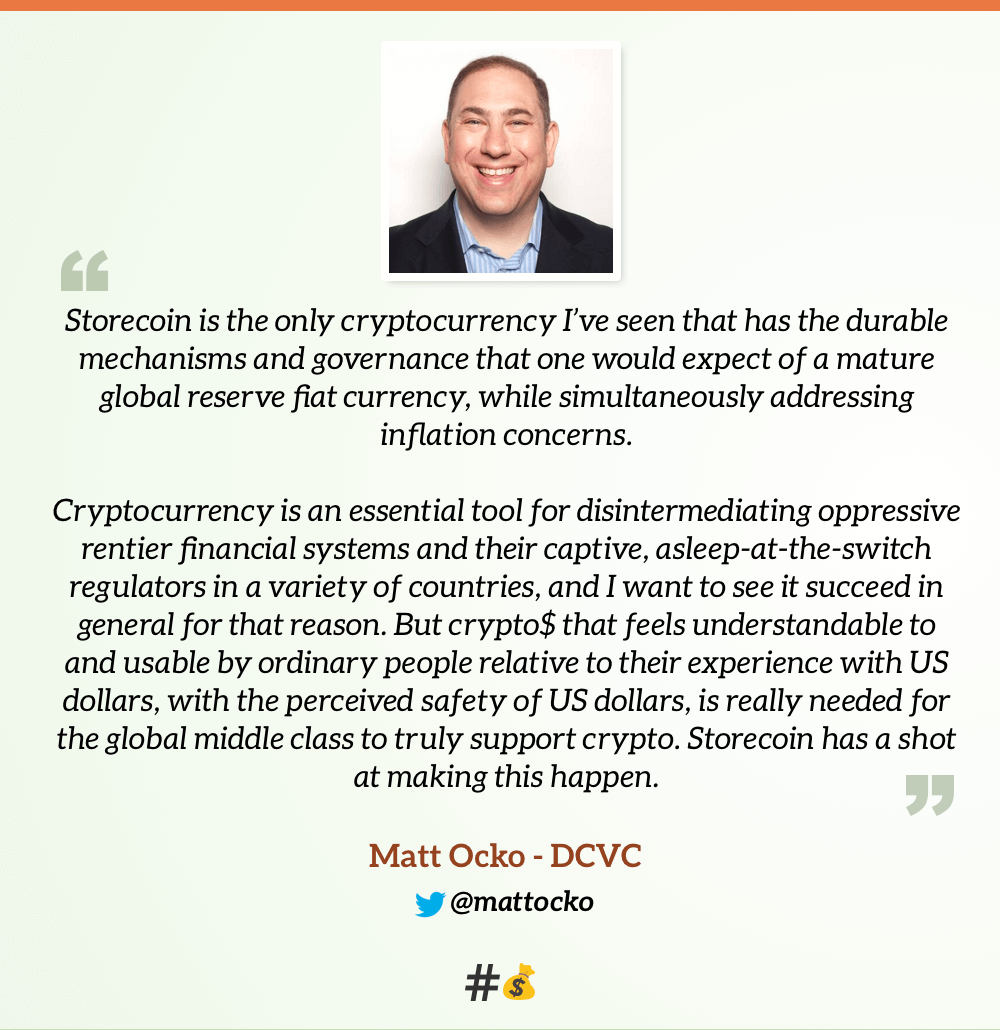 “
Storecoin is the only cryptocurrency I’ve seen that has the durable
mechanisms and governance that one would expect of a mature
global reserve fiat currency, while simultaneously addressing
inflation concerns.
Cryptocurrency is an essential tool for disintermediating oppressive
rentier financial systems and their captive, asleep-at-the-switch
regulators in a variety of countries, and I want to see it succeed in
general for that reason. But crypto$ that feels understandable to
and usable by ordinary people relative to their experience with US
dollars, with the perceived safety of US dollars, is really needed for
the global middle class to truly support crypto. Storecoin has a shot
at making this happen.
”
Matt Ocko - DCVC
@mattocko
#💰